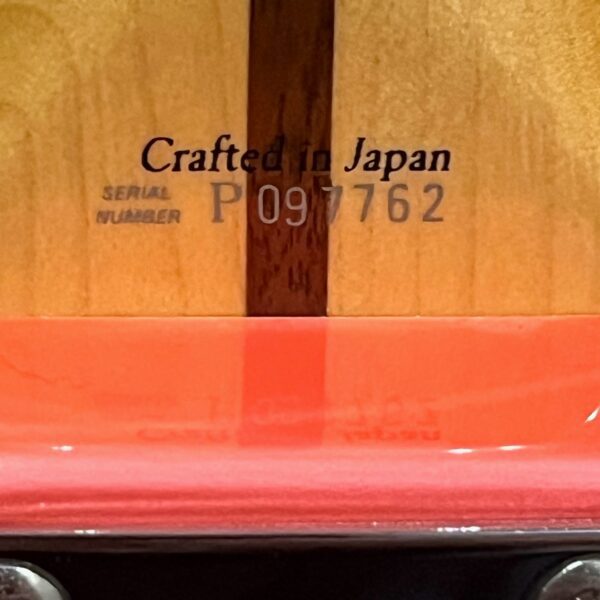 Crafted in Japan
SERIAL
NUMBER P097762